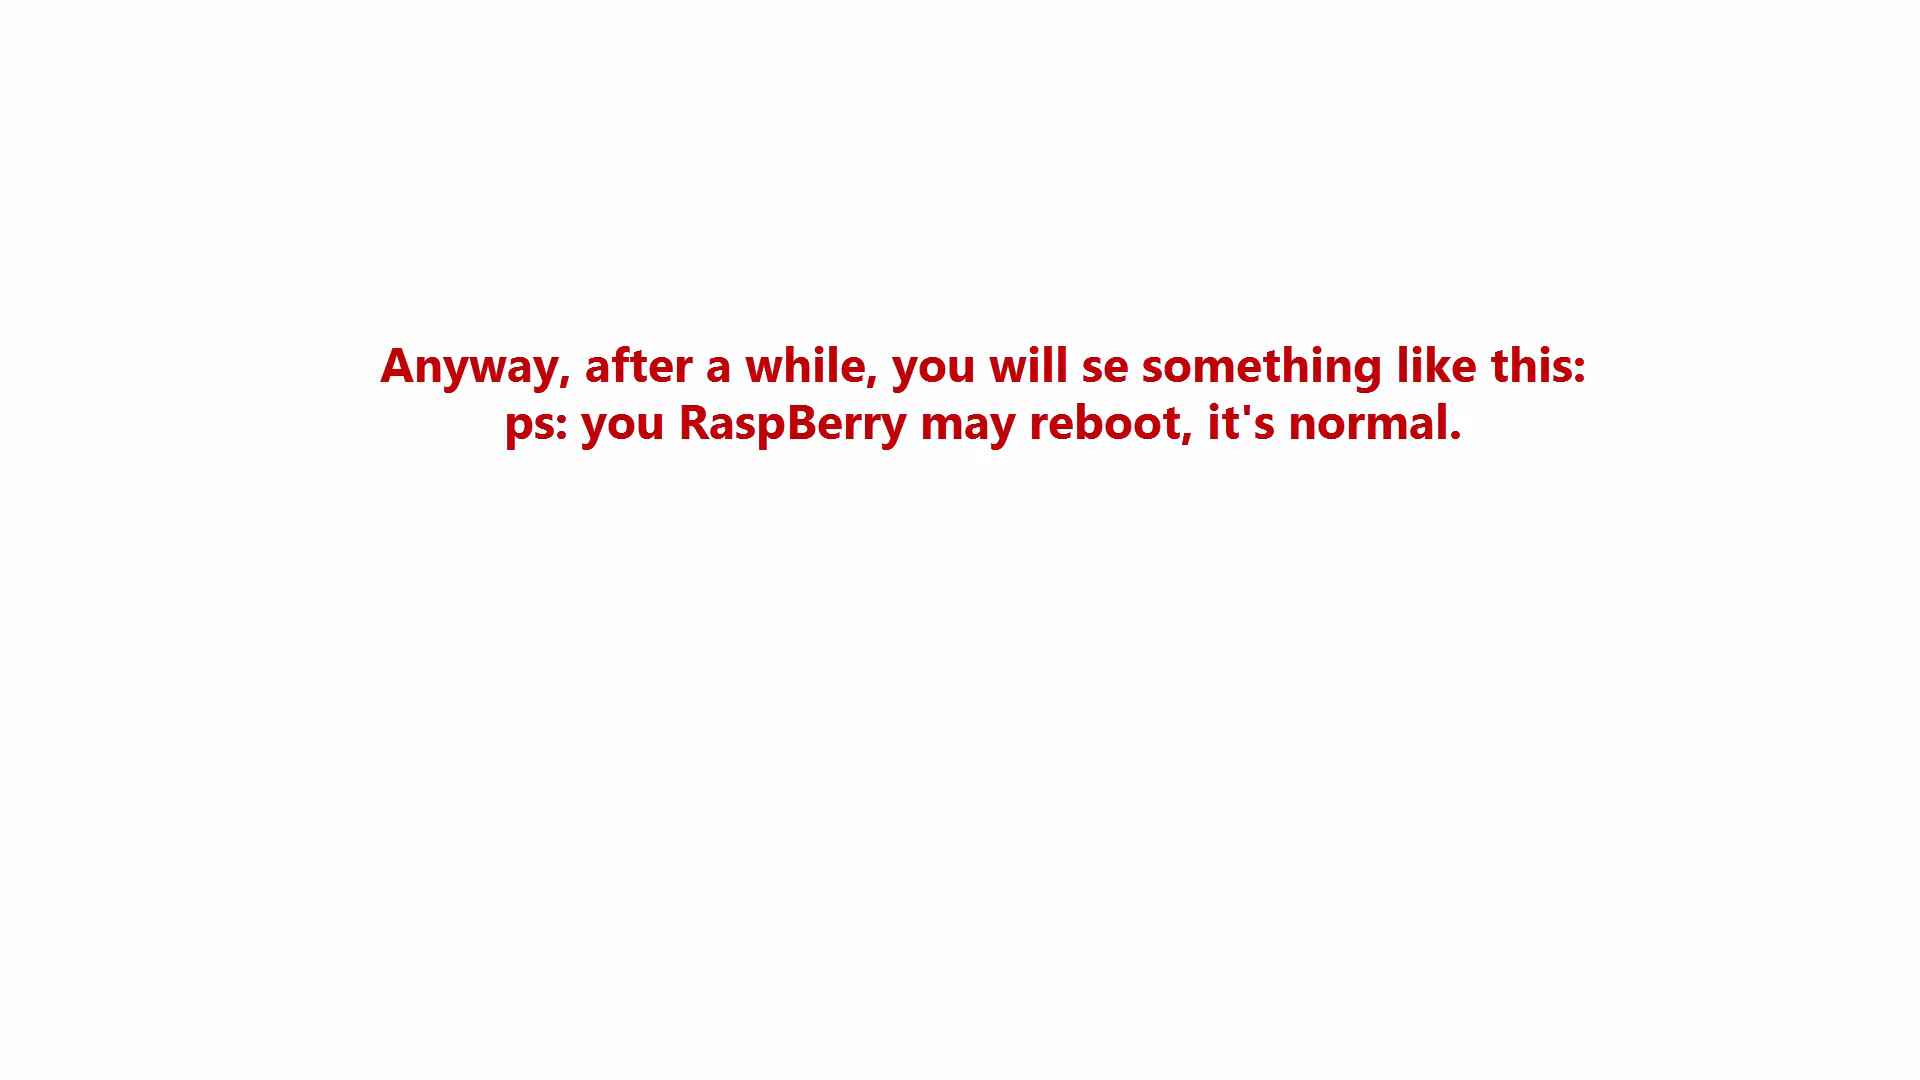 Anyway, after a while, you will se something like this:
ps: you RaspBerry may reboot, it's normal.